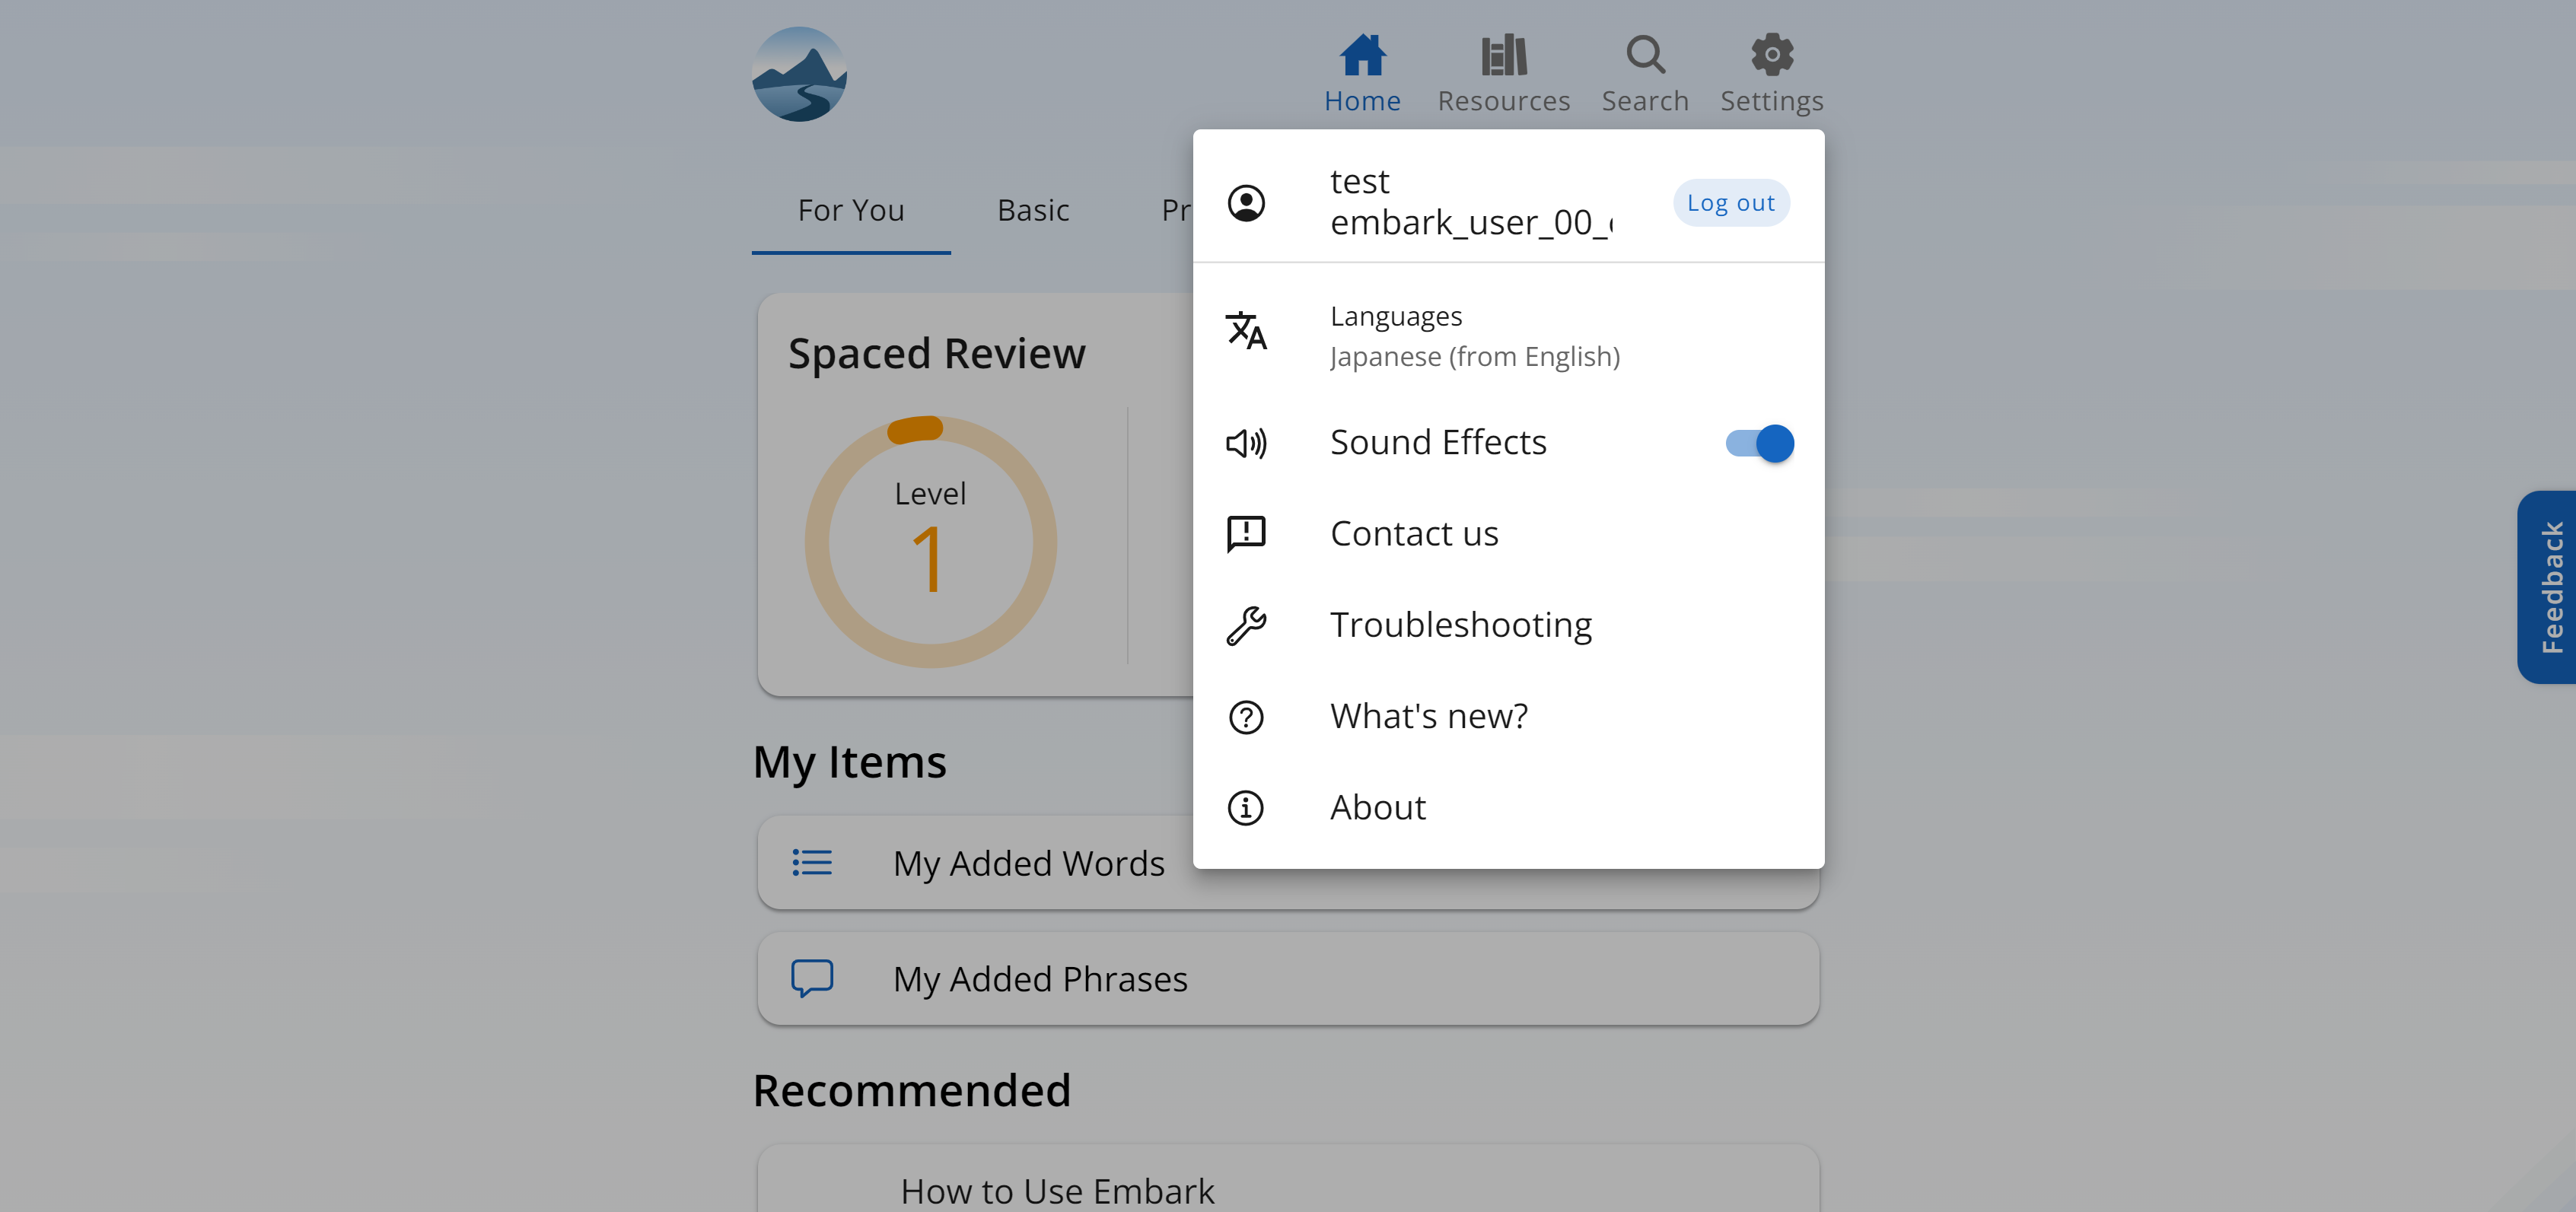 Home
Resources
Search
Settings
For You
Basic
test
embark_user_00_
Log out
Languages
Japanese (from English)
Sound Effects
Contact us
Troubleshooting
What's new?
About
Spaced Review
Level
1
My Items
My Added Words
My Added Phrases
Recommended
How to Use Embark
Feedback